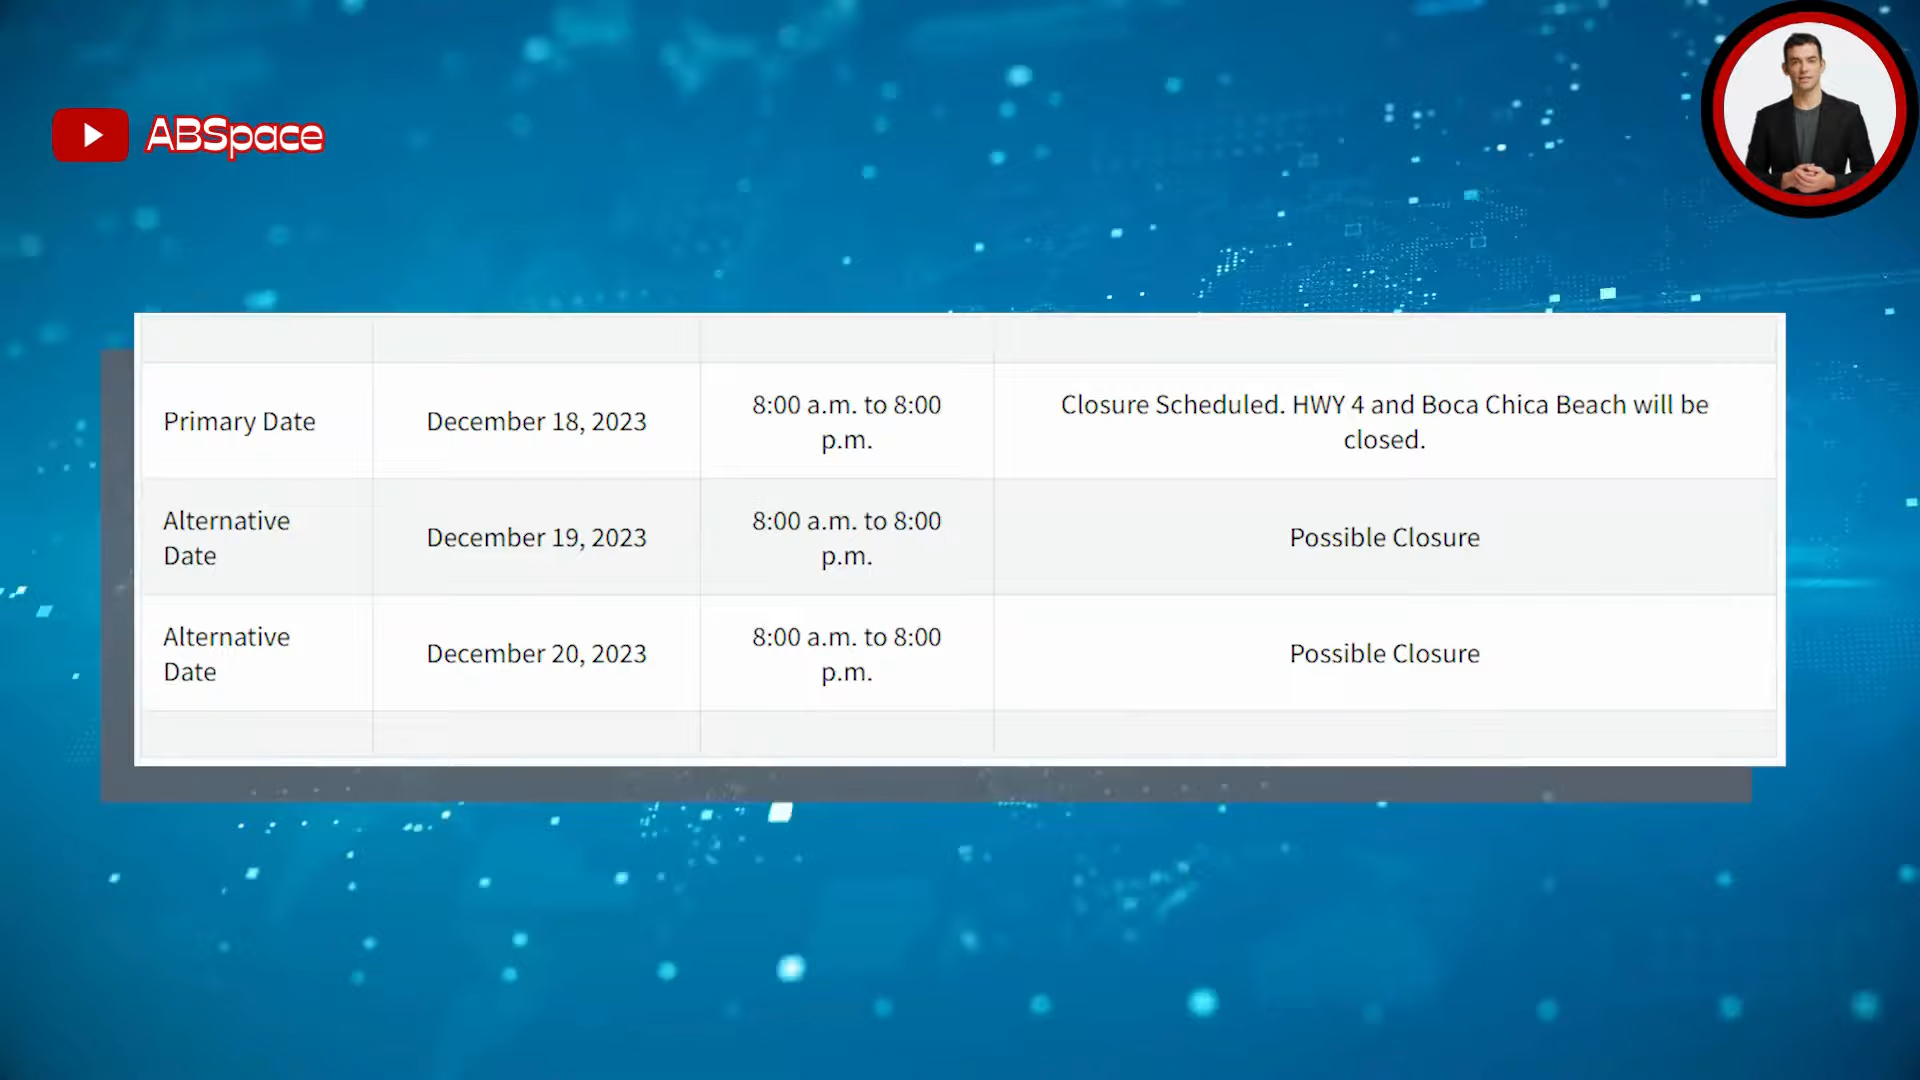 ABSpace
Primary Date
December 18, 2023
8:00 a.m. to 8:00
p.m.
Closure Scheduled. HWY 4 and Boca Chica Beach will be
closed.
Alternative
Date
December 19, 2023
8:00 a.m. to 8:00
p.m.
Possible Closure
Alternative
Date
December 20, 2023
8:00 a.m. to 8:00
p.m.
Possible Closure